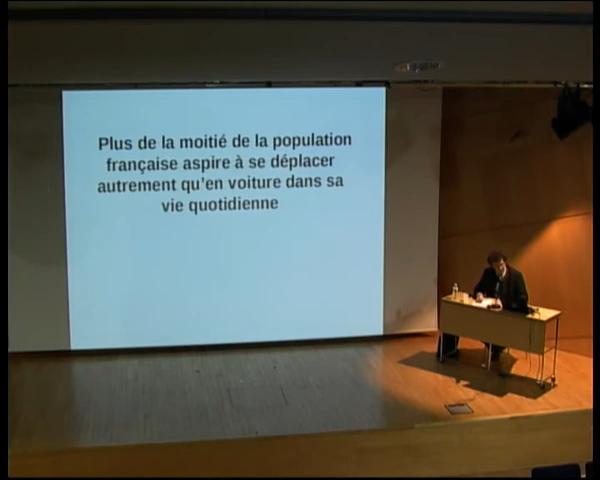 Plus de la moitié de la population
française aspire à se déplacer
autrement qu'en voiture dans sa
vie quotidienne